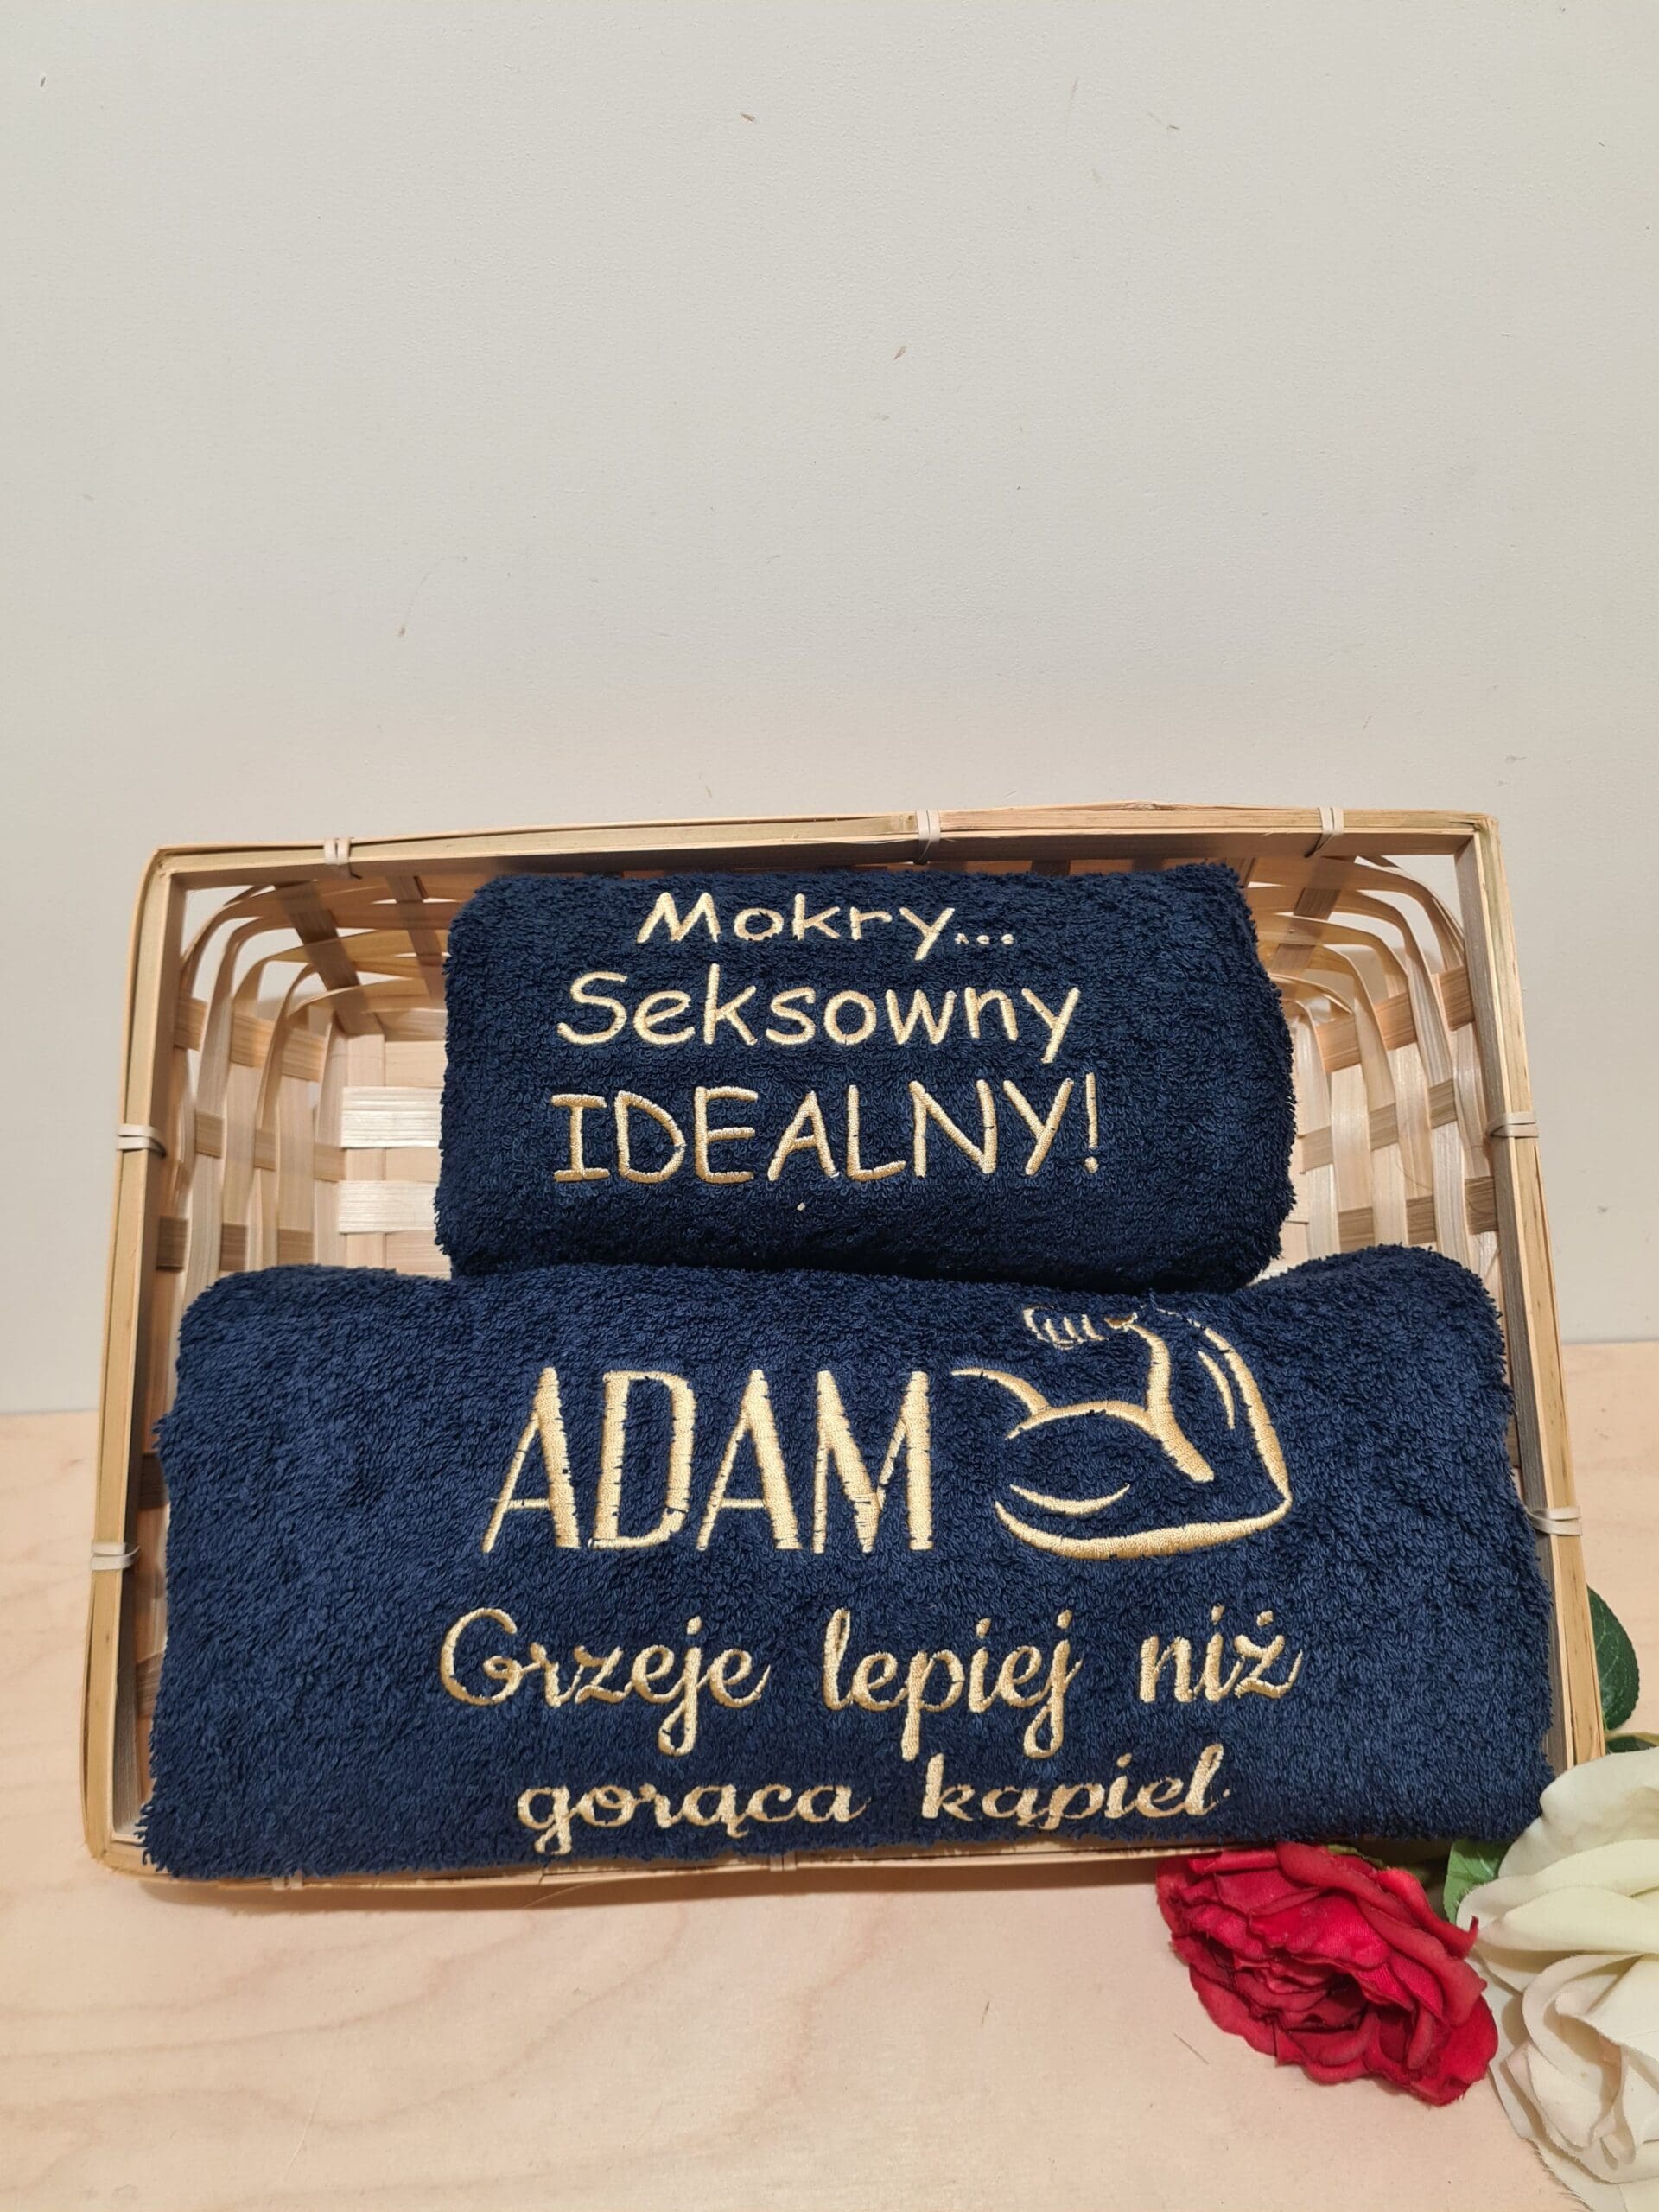 Mokry...
Seksowny
IDEALNY!
ADAM
Grzeje lepiej niż
gorąca kąpiel